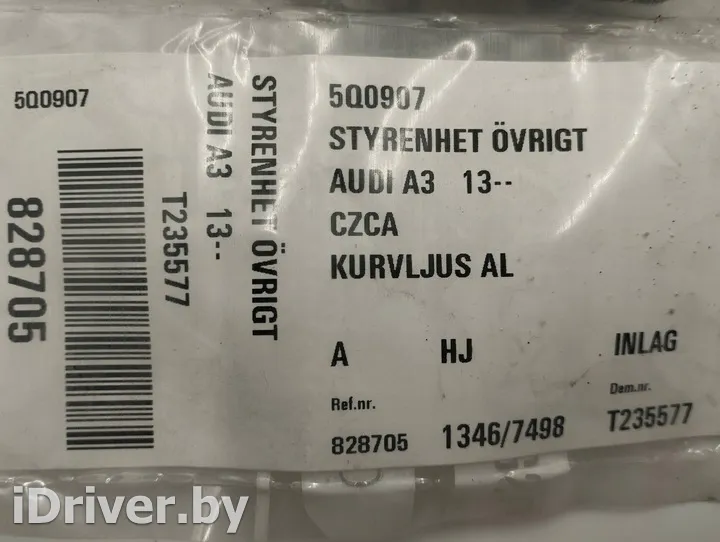 5Q0907
828705
T235577
AUDI A3 13--
STYRENHET ÖVRIGT
5Q0907
STYRENHET ÖVRIGT
AUDI A3 13--
CZCA
KURVLJUS AL
A HJ INLAG
Ref.nr. Dem.nr.
828705 1346/7498 T235577
iDriver.by